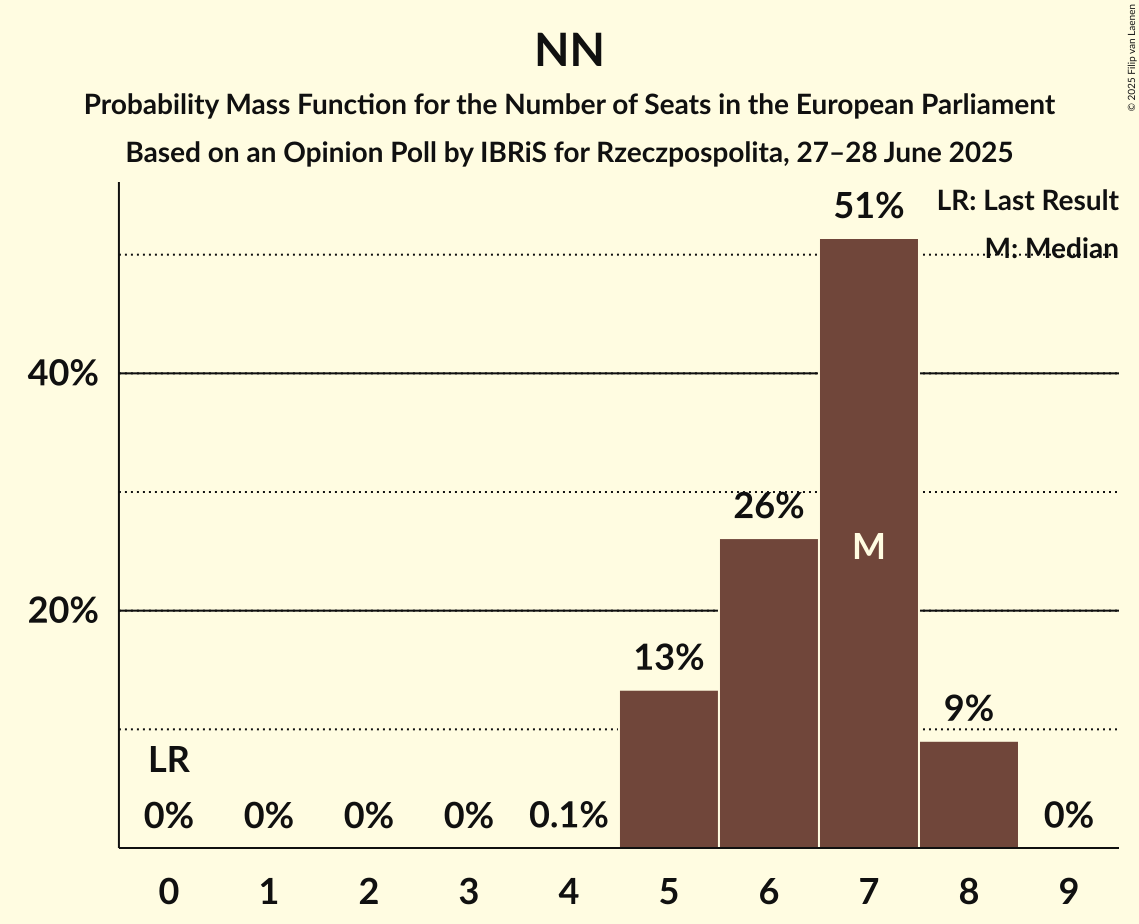 NN
Probability Mass Function for the Number of Seats in the European Parliament
Based on an Opinion Poll by IBRiS for Rzeczpospolita, 27–28 June 2025
© 2025 Filip van Laenen
LR: Last Result
M: Median
51%
40%
26%
M
20%
13%
9%
LR
0%
0%
0%
0%
0.1%
0%
0
1
2
3
4
5
6
7
8
9